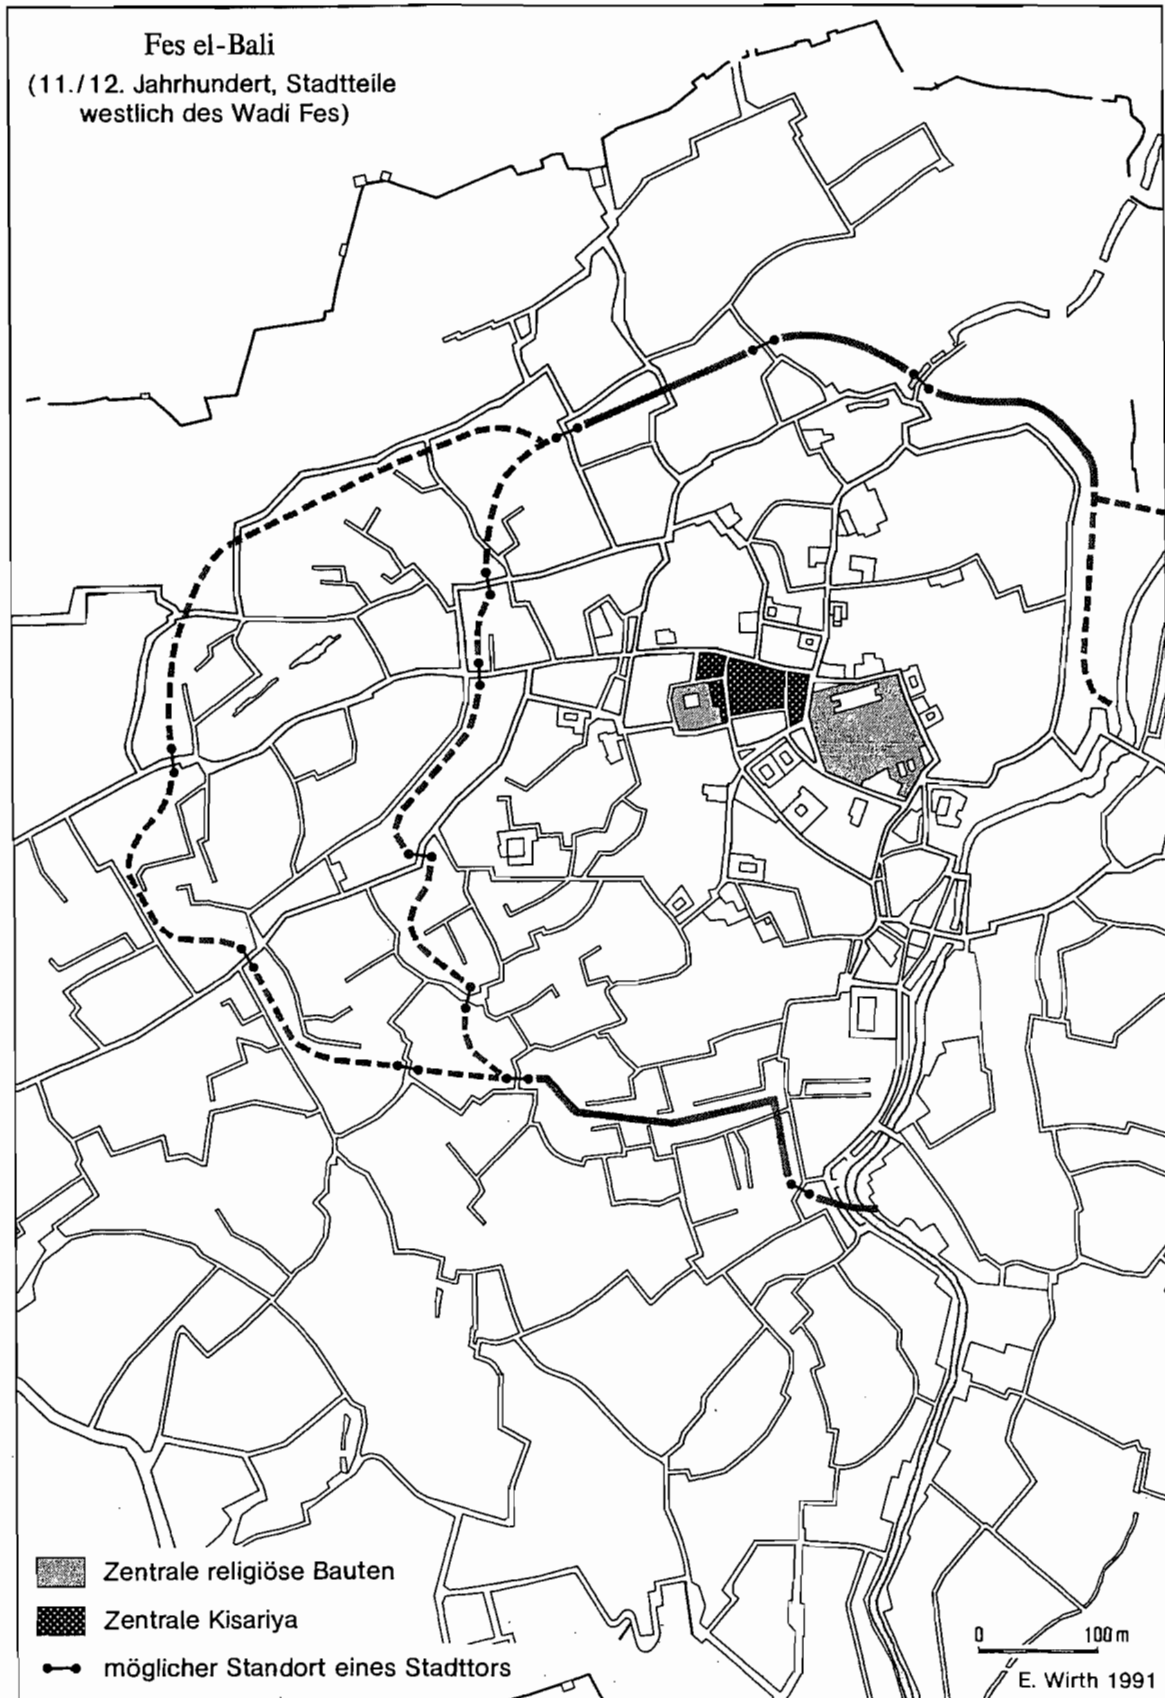 Fes el-Bali
(11./12. Jahrhundert, Stadtteile
westlich des Wadi Fes)
Zentrale religiöse Bauten
Zentrale Kisariya
möglicher Standort eines Stadttors
0 100 m
E. Wirth 1991